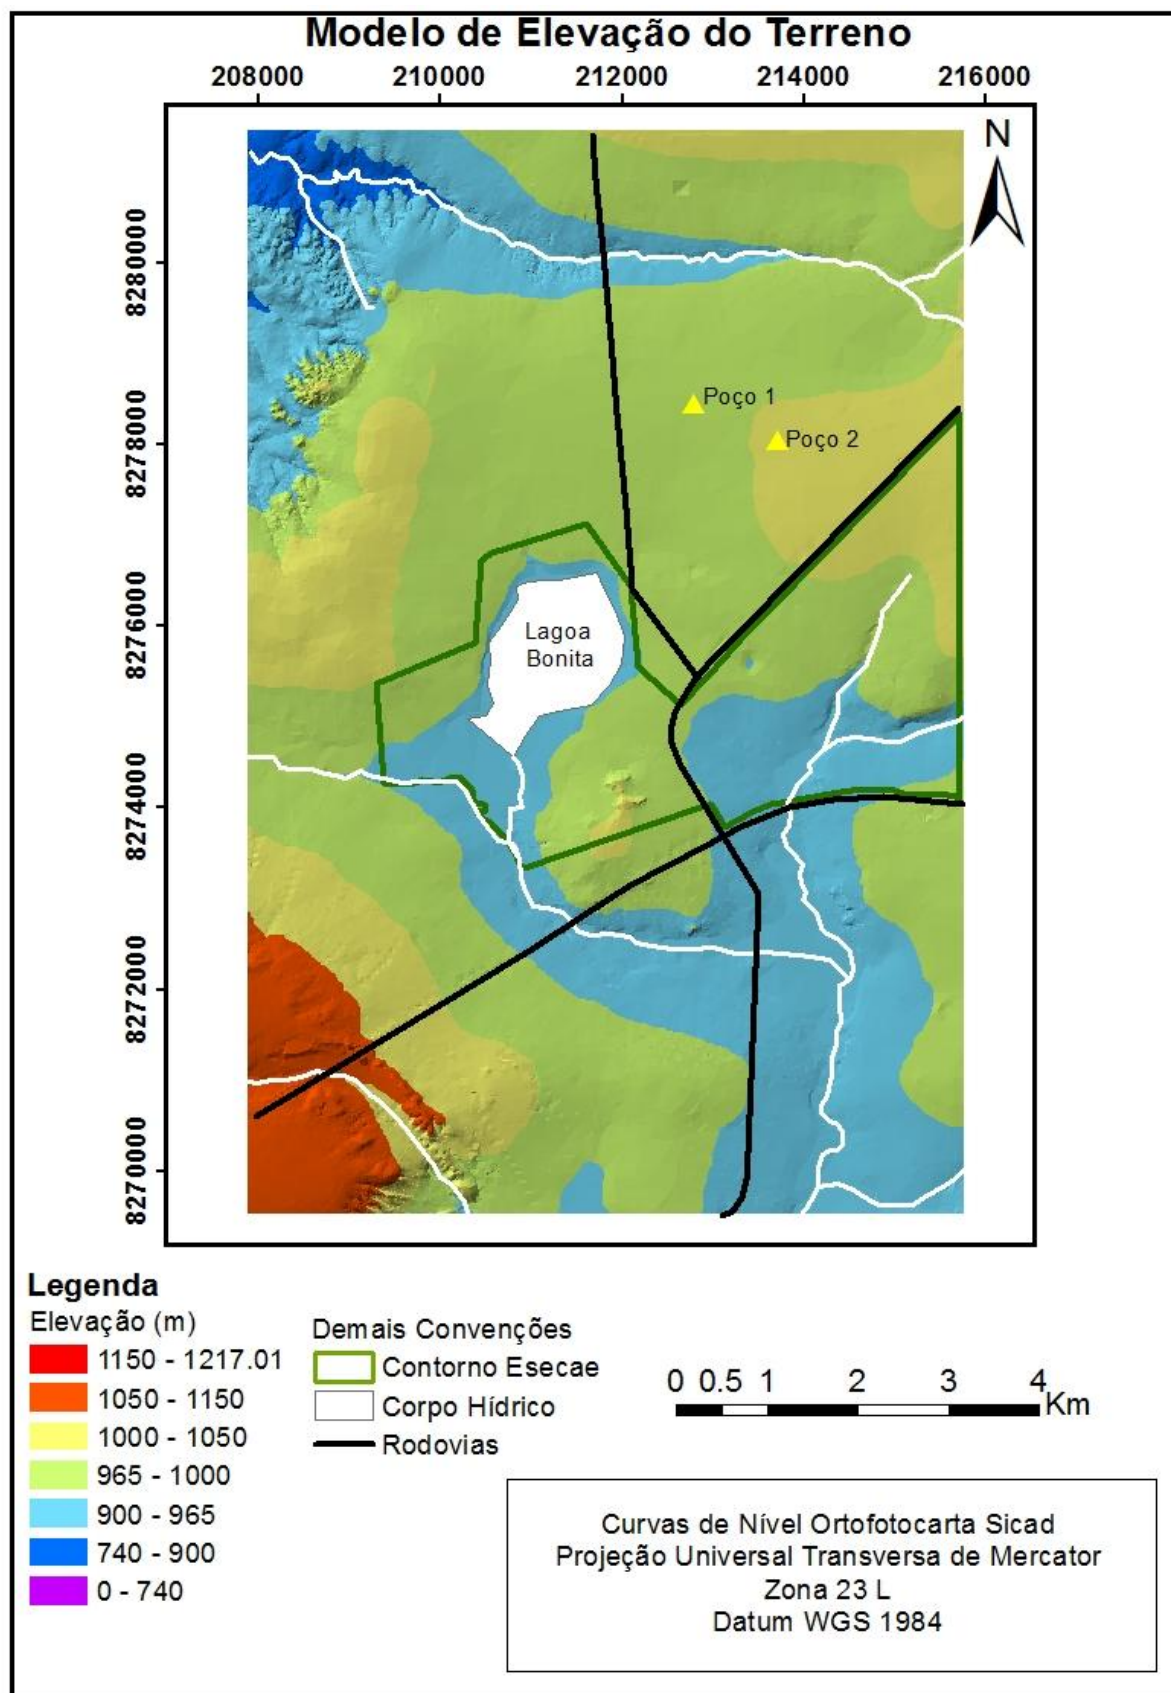 Modelo de Elevação do Terreno
208000 210000 212000 214000 216000
N
8280000
8278000
8276000
8274000
8272000
8270000
Poço 1
Poço 2
Lagoa
Bonita
Legenda
Elevação (m)
1150 - 1217.01
1050 - 1150
1000 - 1050
965 - 1000
900 - 965
740 - 900
0 - 740
Demais Convenções
Contorno Esecae
Corpo Hídrico
Rodovias
0 0.5 1 2 3 4
Km
Curvas de Nível Ortofotocarta Sicad
Projeção Universal Transversa de Mercator
Zona 23 L
Datum WGS 1984